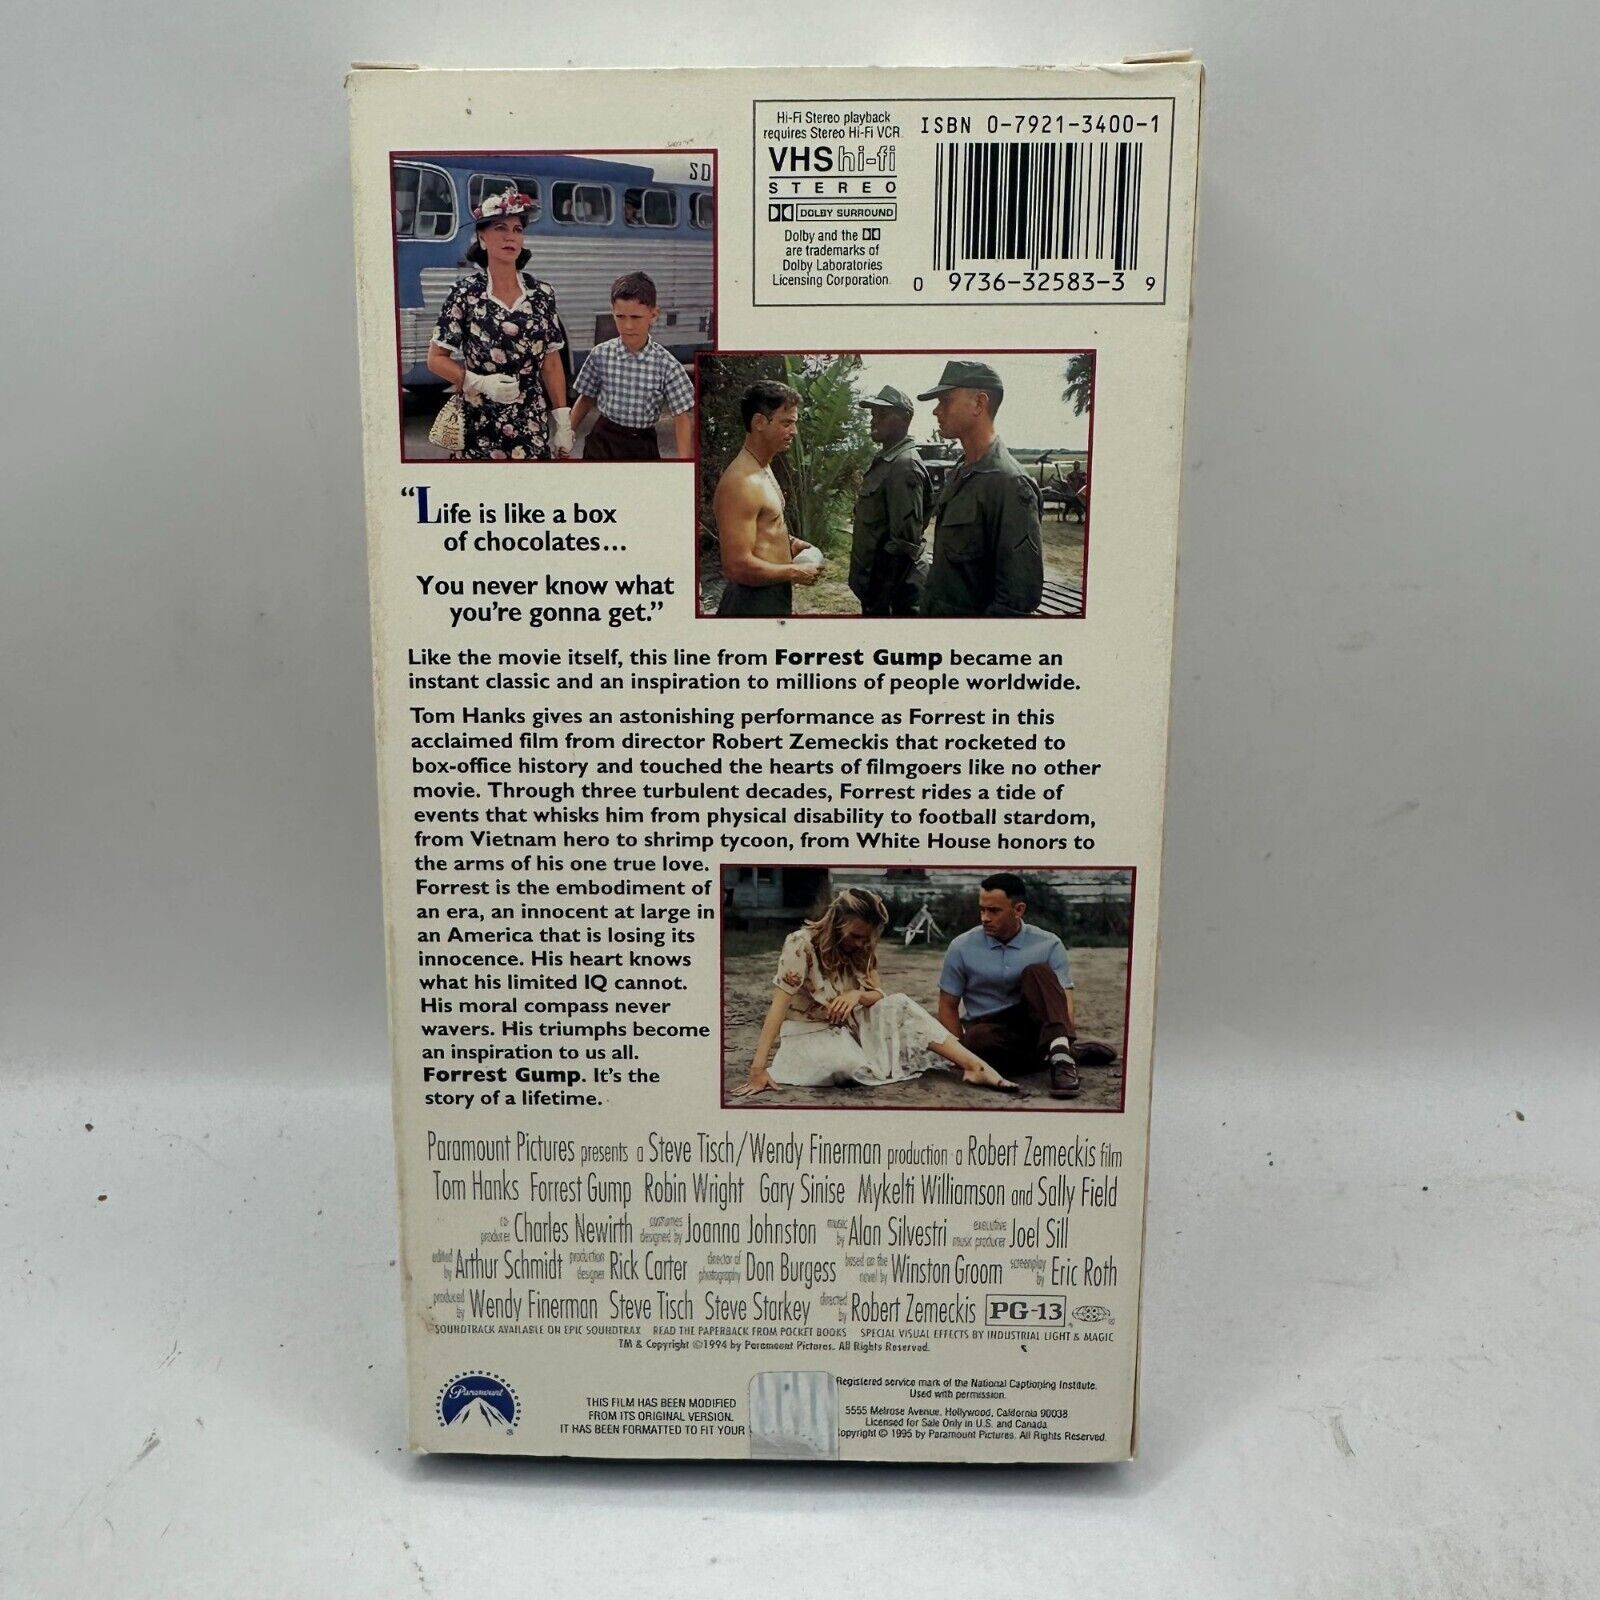 Hi-Fi Stereo playback
requires Stereo Hi-Fi VCR.
VHS hi-fi
STEREO
DOLBY SURROUND
Dolby and the
are trademarks of
Dolby Laboratories
Licensing Corporation.
ISBN 0-7921-3400-1
0 9736-32583-3 9
SD
“Life is like a box
of chocolates…
You never know what
you're gonna get.”
Like the movie itself, this line from Forrest Gump became an
instant classic and an inspiration to millions of people worldwide.
Tom Hanks gives an astonishing performance as Forrest in this
acclaimed film from director Robert Zemeckis that rocketed to
box-office history and touched the hearts of filmgoers like no other
movie. Through three turbulent decades, Forrest rides a tide of
events that whisks him from physical disability to football stardom,
from Vietnam hero to shrimp tycoon, from White House honors to
the arms of his one true love.
Forrest is the embodiment of
an era, an innocent at large in
an America that is losing its
innocence. His heart knows
what his limited IQ cannot.
His moral compass never
wavers. His triumphs become
an inspiration to us all.
Forrest Gump. It's the
story of a lifetime.
Paramount Pictures presents a Steve Tisch/Wendy Finerman production a Robert Zemeckis film
Tom Hanks Forrest Gump Robin Wright Gary Sinise Mykelti Williamson and Sally Field
co-producer Charles Newirth costumes designed by Joanna Johnston music by Alan Silvestri executive music producer Joel Sill
edited by Arthur Schmidt production designer Rick Carter director of photography Don Burgess based on the novel by Winston Groom screenplay by Eric Roth
produced by Wendy Finerman Steve Tisch Steve Starkey directed by Robert Zemeckis PG-13
SOUNDTRACK AVAILABLE ON EPIC SOUNDTRAX READ THE PAPERBACK FROM POCKET BOOKS SPECIAL VISUAL EFFECTS BY INDUSTRIAL LIGHT & MAGIC
TM & Copyright ©1994 by Paramount Pictures. All Rights Reserved.
Paramount
THIS FILM HAS BEEN MODIFIED
FROM ITS ORIGINAL VERSION.
IT HAS BEEN FORMATTED TO FIT YOUR
Registered service mark of the National Captioning Institute.
Used with permission.
5555 Melrose Avenue, Hollywood, California 90038
Licensed for Sale Only in U.S. and Canada
Copyright © 1995 by Paramount Pictures. All Rights Reserved.